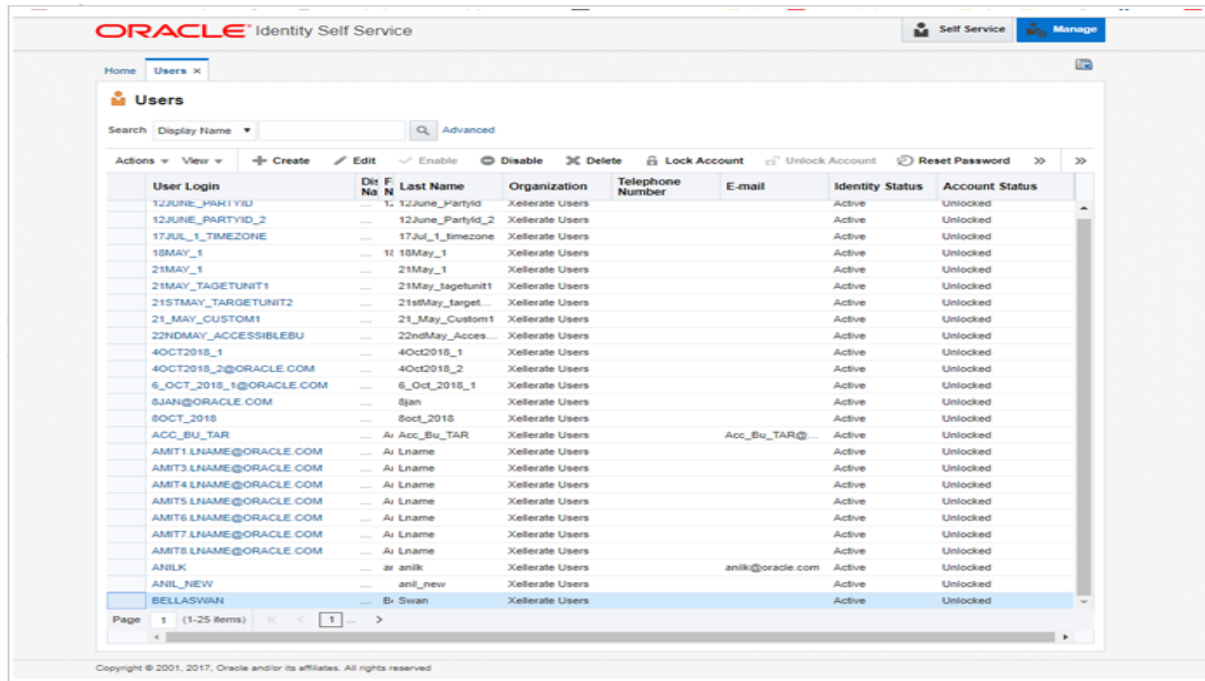 ORACLE® Identity Self Service Self Service Manage
Home Users ×
Users
Search Display Name Advanced
Actions View Create Edit Enable Disable Delete Lock Account Unlock Account Reset Password » »
User Login Dis Na F N Last Name Organization Telephone Number E-mail Identity Status Account Status
12JUNE_PARTYID ... 12 12June_PartyId Xellerate Users Active Unlocked
12JUNE_PARTYID_2 ... 12June_PartyId_2 Xellerate Users Active Unlocked
17JUL_1_TIMEZONE ... 17Jul_1_timezone Xellerate Users Active Unlocked
18MAY_1 ... 18 18May_1 Xellerate Users Active Unlocked
21MAY_1 ... 21May_1 Xellerate Users Active Unlocked
21MAY_TAGETUNIT1 ... 21May_tagetunit1 Xellerate Users Active Unlocked
21STMAY_TARGETUNIT2 ... 21stMay_target... Xellerate Users Active Unlocked
21_MAY_CUSTOM1 ... 21_May_Custom1 Xellerate Users Active Unlocked
22NDMAY_ACCESSIBLEBU ... 22ndMay_Acces... Xellerate Users Active Unlocked
4OCT2018_1 ... 4Oct2018_1 Xellerate Users Active Unlocked
4OCT2018_2@ORACLE.COM ... 4Oct2018_2 Xellerate Users Active Unlocked
6_OCT_2018_1@ORACLE.COM ... 6_Oct_2018_1 Xellerate Users Active Unlocked
8JAN@ORACLE.COM ... 8jan Xellerate Users Active Unlocked
8OCT_2018 ... 8oct_2018 Xellerate Users Active Unlocked
ACC_BU_TAR ... Ac Acc_Bu_TAR Xellerate Users Acc_Bu_TAR@... Active Unlocked
AMIT1.LNAME@ORACLE.COM ... Lname Xellerate Users Active Unlocked
AMIT3.LNAME@ORACLE.COM ... Lname Xellerate Users Active Unlocked
AMIT4.LNAME@ORACLE.COM ... Lname Xellerate Users Active Unlocked
AMIT5.LNAME@ORACLE.COM ... Lname Xellerate Users Active Unlocked
AMIT6.LNAME@ORACLE.COM ... Lname Xellerate Users Active Unlocked
AMIT7.LNAME@ORACLE.COM ... Lname Xellerate Users Active Unlocked
AMIT8.LNAME@ORACLE.COM ... Lname Xellerate Users Active Unlocked
ANILK ... ar anilk Xellerate Users anilk@oracle.com Active Unlocked
ANIL_NEW ... anil_new Xellerate Users Active Unlocked
BELLASWAN ... Swan Xellerate Users Active Unlocked
Page 1 (1-25 items) 1 ...
Copyright © 2001, 2017, Oracle and/or its affiliates. All rights reserved